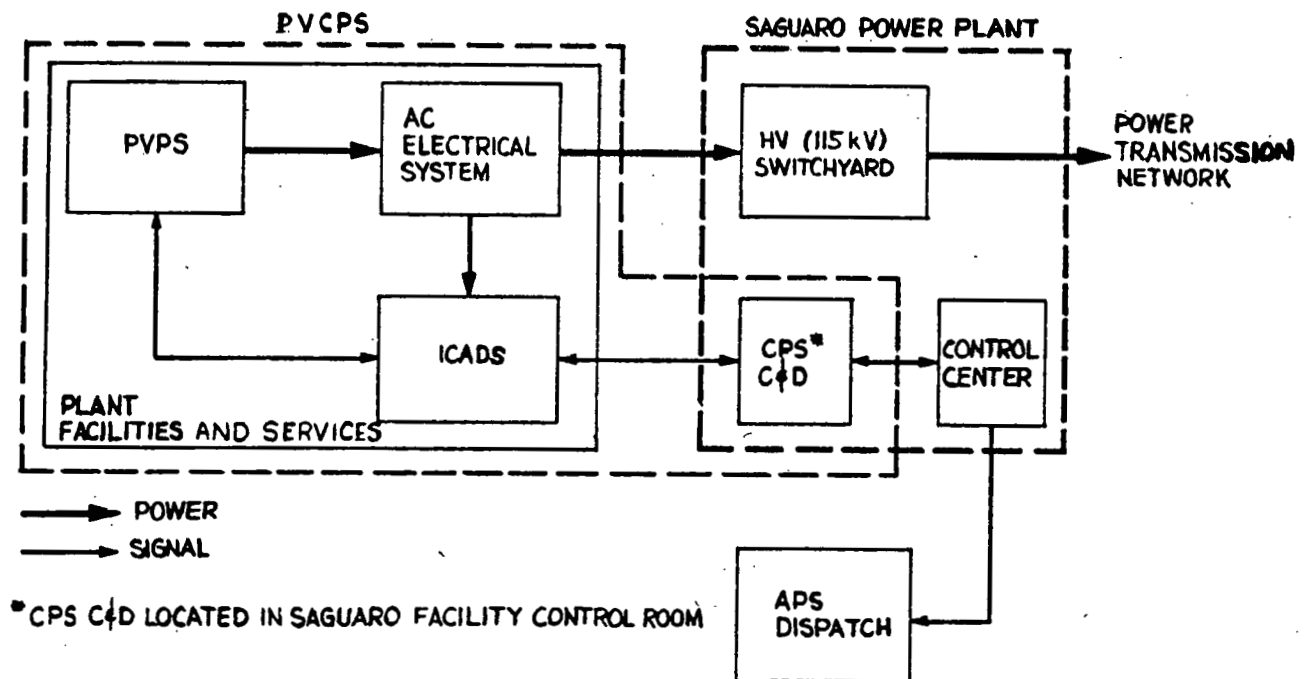 PVCPS
SAGUARO POWER PLANT
PVPS
AC
ELECTRICAL
SYSTEM
HV (115 kV)
SWITCHYARD
POWER
TRANSMISSION
NETWORK
ICADS
CPS*
C&D
CONTROL
CENTER
PLANT
FACILITIES AND SERVICES
POWER
SIGNAL
*CPS C&D LOCATED IN SAGUARO FACILITY CONTROL ROOM
APS
DISPATCH